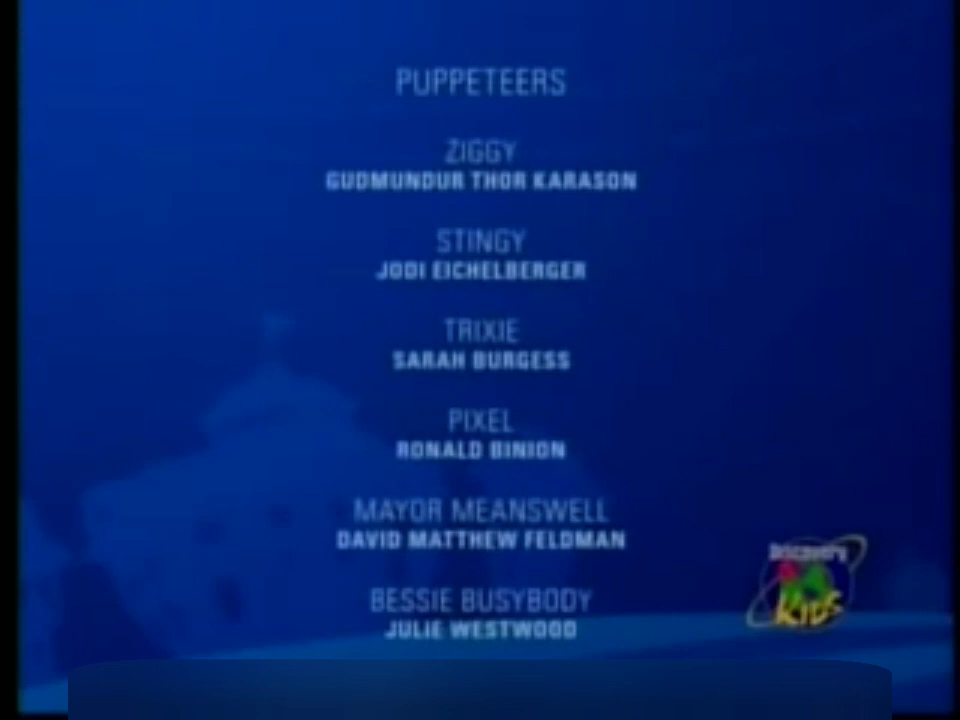 PUPPETEERS
ZIGGY
GUDMUNDUR THOR KARASON
STINGY
JODI EICHELBERGER
TRIXIE
SARAH BURGESS
PIXEL
RONALD BINION
MAYOR MEANSWELL
DAVID MATTHEW FELDMAN
BESSIE BUSYBODY
JULIE WESTWOOD
Discovery
KIDS